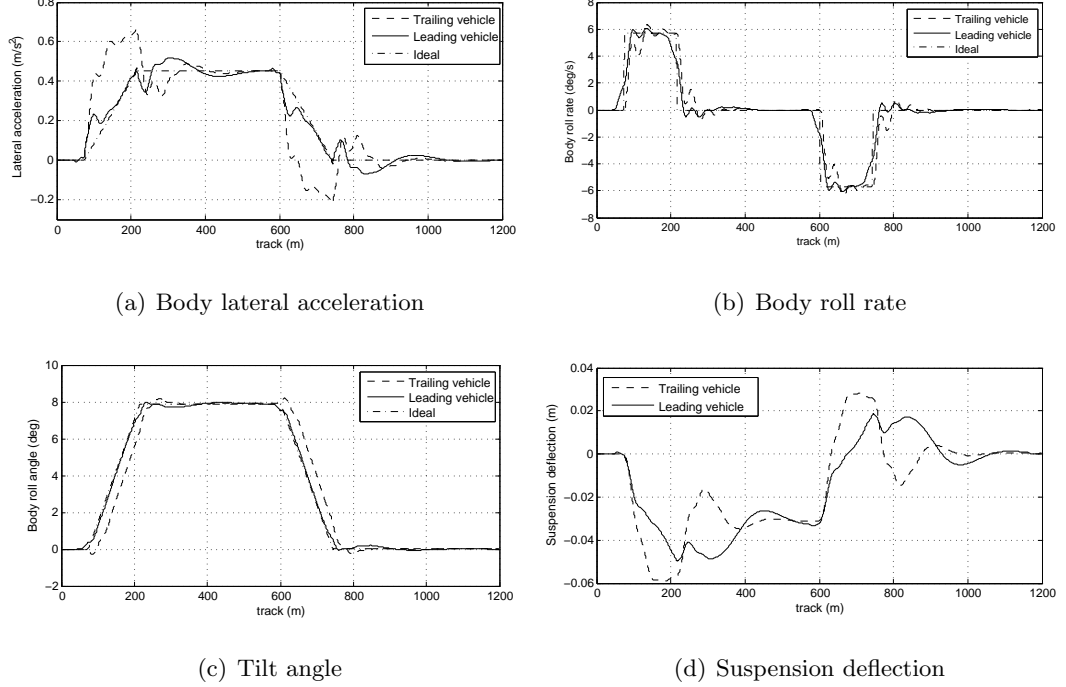 0.8
0.6
0.4
0.2
0
−0.2
Lateral acceleration (m/s²)
Trailing vehicle
Leading vehicle
Ideal
0 200 400 600 800 1000 1200
track (m)
(a) Body lateral acceleration
8
6
4
2
0
−2
−4
−6
−8
Body roll rate (deg/s)
Trailing vehicle
Leading vehicle
Ideal
0 200 400 600 800 1000 1200
track (m)
(b) Body roll rate
10
8
6
4
2
0
−2
Body roll angle (deg)
Trailing vehicle
Leading vehicle
Ideal
0 200 400 600 800 1000 1200
track (m)
(c) Tilt angle
0.04
0.02
0
−0.02
−0.04
−0.06
Suspension deflection (m)
Trailing vehicle
Leading vehicle
0 200 400 600 800 1000 1200
track (m)
(d) Suspension deflection